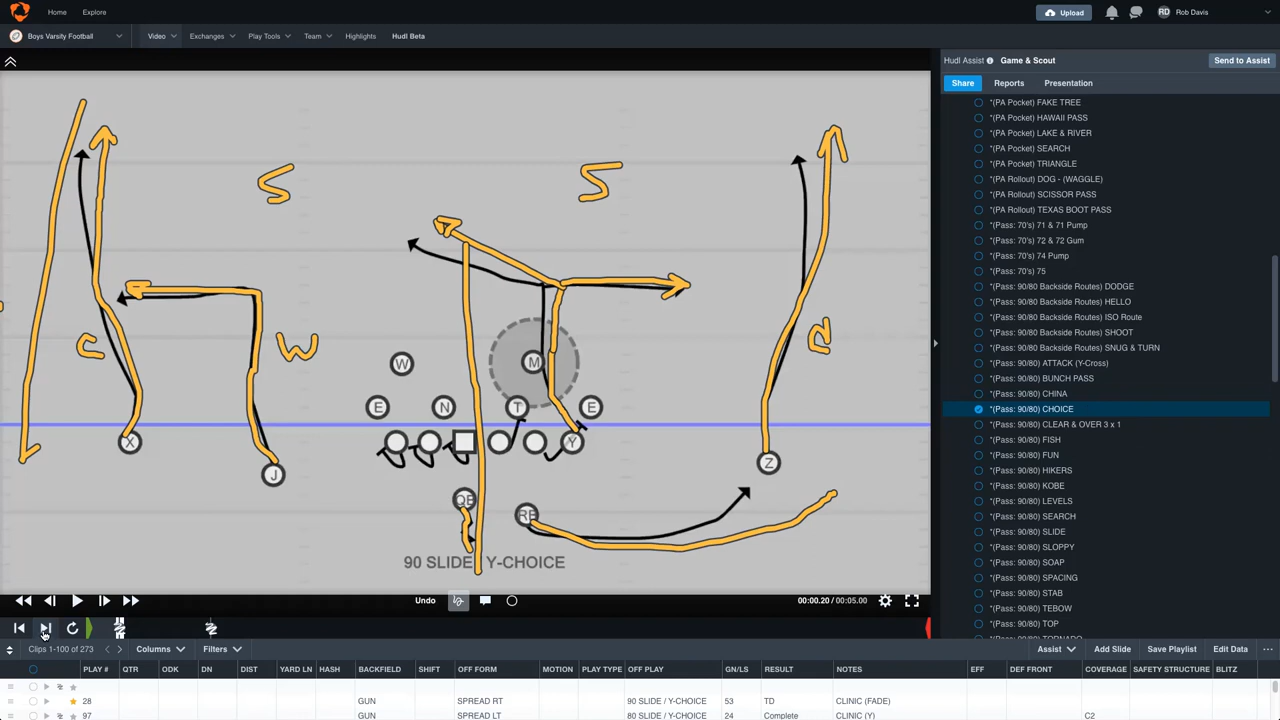 Home Explore Upload RD Rob Davis
Boys Varsity Football Video Exchanges Play Tools Team Highlights Hudl Beta
Hudl Assist Game & Scout Send to Assist
Share Reports Presentation
*(PA Pocket) FAKE TREE
*(PA Pocket) HAWAII PASS
*(PA Pocket) LAKE & RIVER
*(PA Pocket) SEARCH
*(PA Pocket) TRIANGLE
*(PA Rollout) DOG - (WAGGLE)
*(PA Rollout) SCISSOR PASS
*(PA Rollout) TEXAS BOOT PASS
*(Pass: 70's) 71 & 71 Pump
*(Pass: 70's) 72 & 72 Gum
*(Pass: 70's) 74 Pump
*(Pass: 70's) 75
*(Pass: 90/80 Backside Routes) DODGE
*(Pass: 90/80 Backside Routes) HELLO
*(Pass: 90/80 Backside Routes) ISO Route
*(Pass: 90/80 Backside Routes) SHOOT
*(Pass: 90/80 Backside Routes) SNUG & TURN
*(Pass: 90/80) ATTACK (Y-Cross)
*(Pass: 90/80) BUNCH PASS
*(Pass: 90/80) CHINA
*(Pass: 90/80) CHOICE
*(Pass: 90/80) CLEAR & OVER 3 x 1
*(Pass: 90/80) FISH
*(Pass: 90/80) FUN
*(Pass: 90/80) HIKERS
*(Pass: 90/80) KOBE
*(Pass: 90/80) LEVELS
*(Pass: 90/80) SEARCH
*(Pass: 90/80) SLIDE
*(Pass: 90/80) SLOPPY
*(Pass: 90/80) SOAP
*(Pass: 90/80) SPACING
*(Pass: 90/80) STAB
*(Pass: 90/80) TEBOW
*(Pass: 90/80) TOP
*(Pass: 90/80) TORNADO
S S
C W
W M
E N T E
X Y
J Z
QB RB
90 SLIDE / Y-CHOICE
Undo 00:00.20 / 00:05.00
Clips 1-100 of 273 Columns Filters Assist Add Slide Save Playlist Edit Data
PLAY # QTR ODK DN DIST YARD LN HASH BACKFIELD SHIFT OFF FORM MOTION PLAY TYPE OFF PLAY GN/LS RESULT NOTES EFF DEF FRONT COVERAGE SAFETY STRUCTURE BLITZ
28 GUN SPREAD RT 90 SLIDE / Y-CHOICE 53 TD CLINIC (FADE)
97 GUN SPREAD LT 80 SLIDE / Y-CHOICE 24 Complete CLINIC (Y) C2